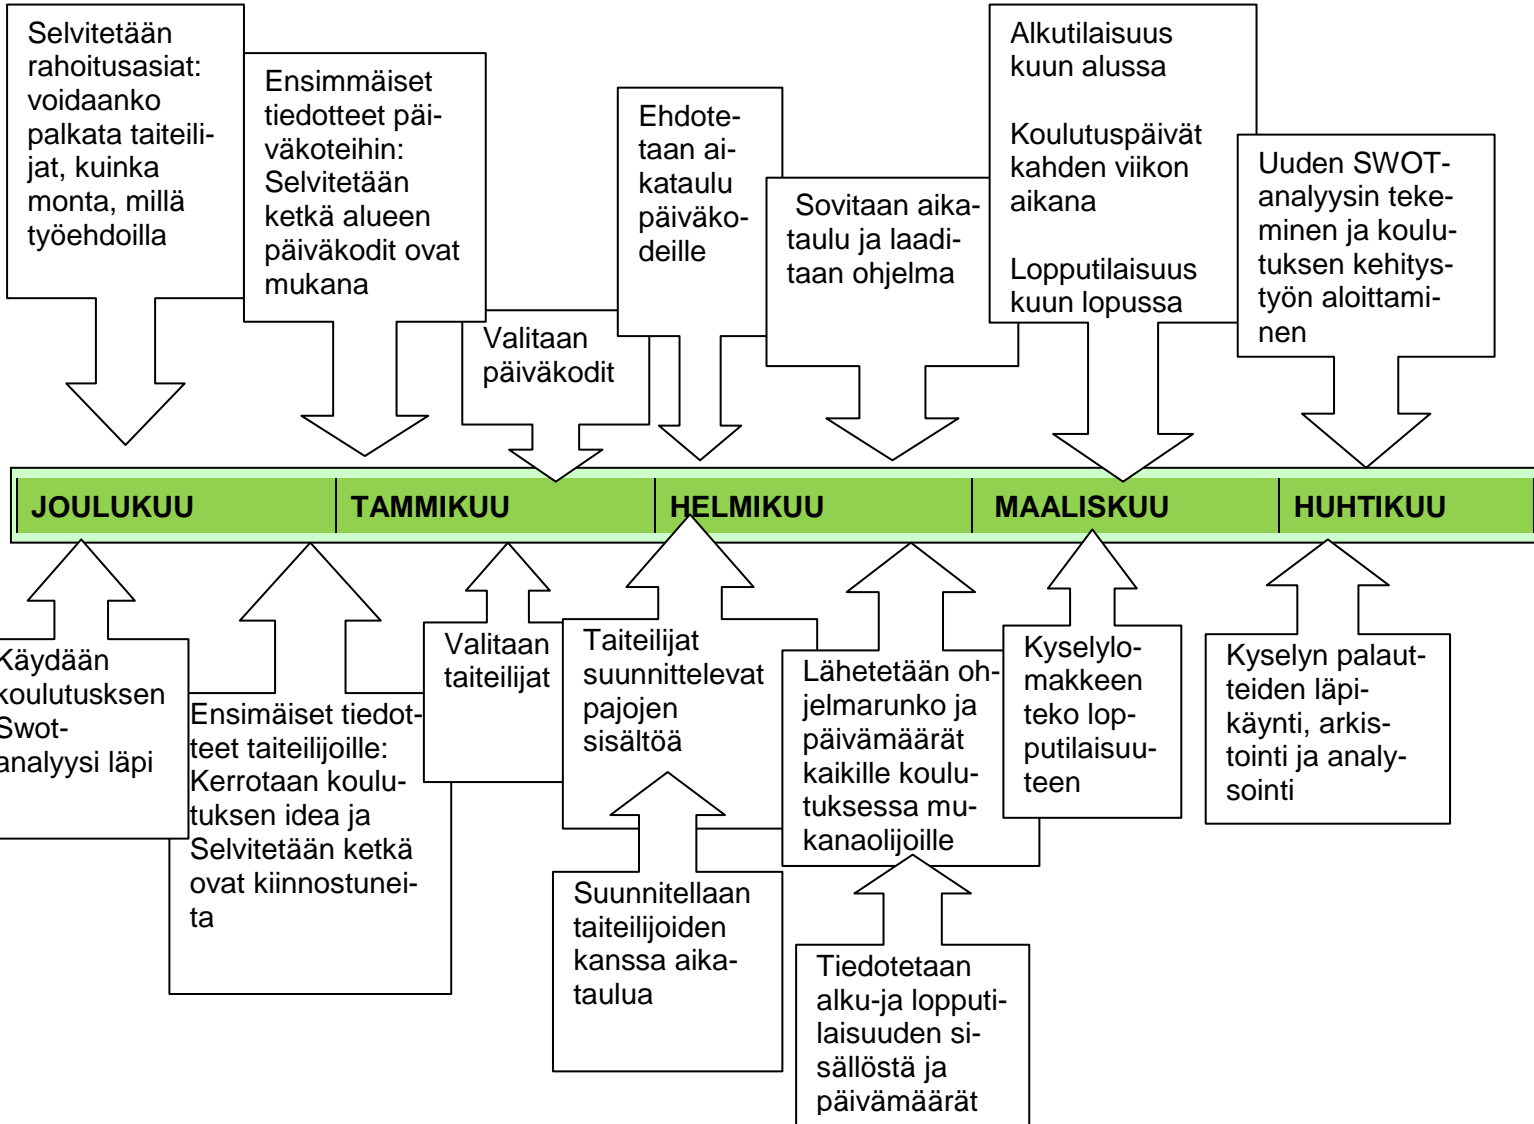 Selvitetään
rahoitusasiat:
voidaanko
palkata taiteili-
jat, kuinka
monta, millä
työehdoilla
Ensimmäiset
tiedotteet päi-
väkoteihin:
Selvitetään
ketkä alueen
päiväkodit ovat
mukana
Valitaan
päiväkodit
Ehdote-
taan ai-
kataulu
päiväko-
deille
Sovitaan aika-
taulu ja laadi-
taan ohjelma
Alkutilaisuus
kuun alussa
Koulutuspäivät
kahden viikon
aikana
Lopputilaisuus
kuun lopussa
Uuden SWOT-
analyysin teke-
minen ja koulu-
tuksen kehitys-
työn aloittami-
nen
JOULUKUU TAMMIKUU HELMIKUU MAALISKUU HUHTIKUU
Käydään
koulutusksen
Swot-
analyysi läpi
Ensimäiset tiedot-
teet taiteilijoille:
Kerrotaan koulu-
tuksen idea ja
Selvitetään ketkä
ovat kiinnostunei-
ta
Valitaan
taiteilijat
Taiteilijat
suunnittelevat
pajojen
sisältöä
Suunnitellaan
taiteilijoiden
kanssa aika-
taulua
Lähetetään oh-
jelmarunko ja
päivämäärät
kaikille koulu-
tuksessa mu-
kanaolijoille
Tiedotetaan
alku-ja lopputi-
laisuuden si-
sällöstä ja
päivämäärät
Kyselylo-
makkeen
teko lop-
putilaisuu-
teen
Kyselyn palaut-
teiden läpi-
käynti, arkis-
tointi ja analy-
sointi